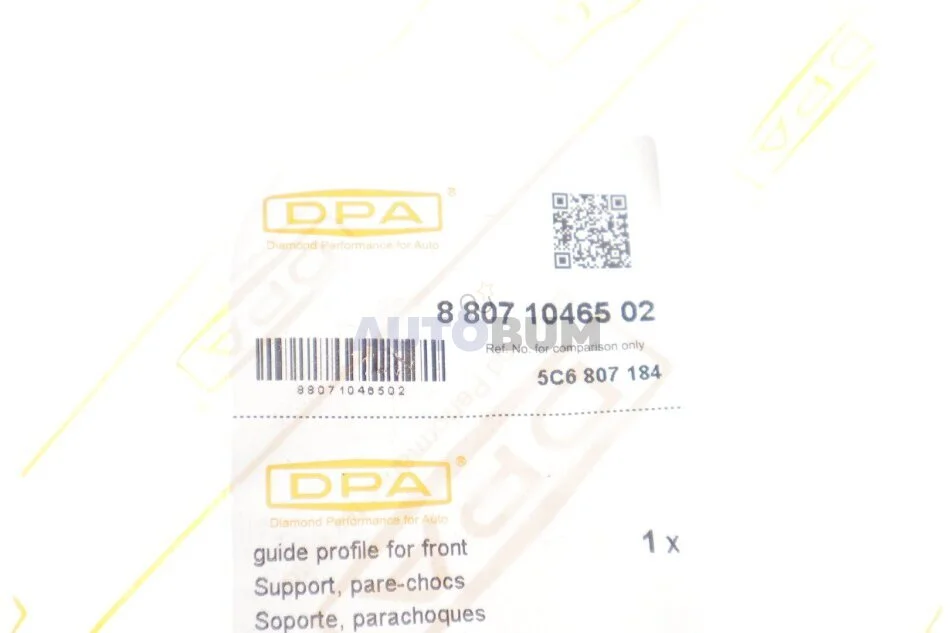 DPA®
Diamond Performance for Auto
8 807 10465 02
AUTOBUM
Ref. No. for comparison only
88071046502
5C6 807 184
DPA®
Diamond Performance for Auto
guide profile for front
1 x
Support, pare-chocs
Soporte, parachoques
DPA